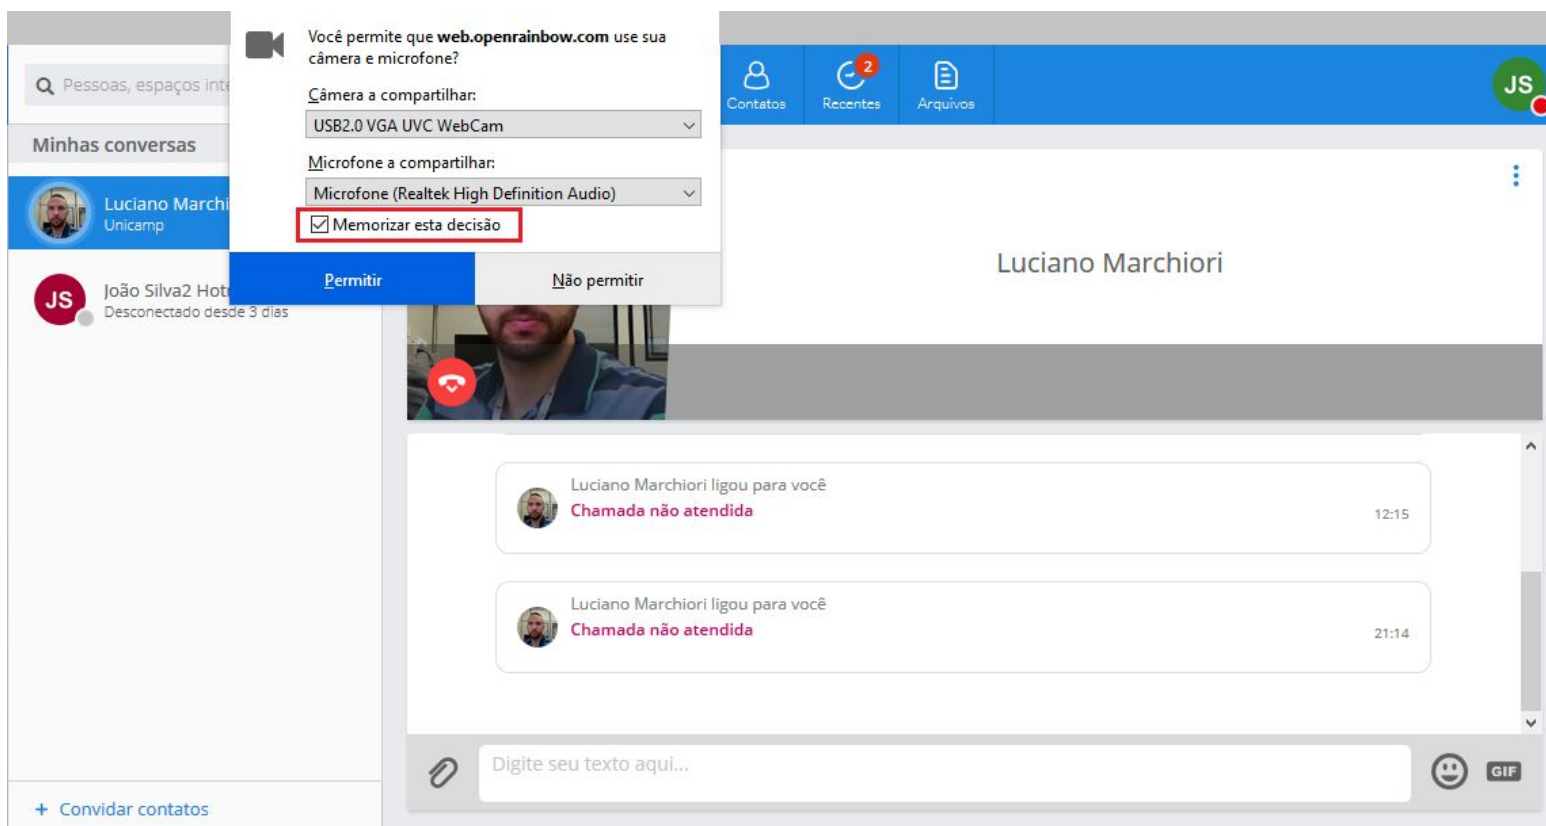 Você permite que web.openrainbow.com use sua
câmera e microfone?
Câmera a compartilhar:
USB2.0 VGA UVC WebCam
Microfone a compartilhar:
Microfone (Realtek High Definition Audio)
Memorizar esta decisão
Permitir
Não permitir
Pessoas, espaços
Contatos
2
Recentes
Arquivos
JS
Minhas conversas
Luciano
Unicamp
JS
João Silva2
Desconectado desde 3 dias
Luciano Marchiori
Luciano Marchiori ligou para você
Chamada não atendida
12:15
Luciano Marchiori ligou para você
Chamada não atendida
21:14
Digite seu texto aqui...
GIF
+ Convidar contatos